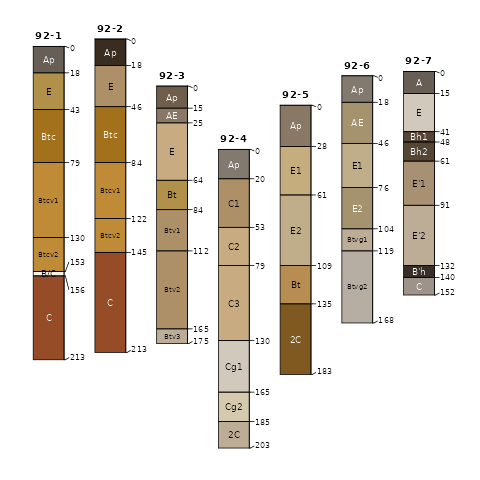 92-1
0
Ap
18
E
43
Btc
79
Btcv1
130
Btcv2
153
B/C
156
C
213
92-2
0
Ap
18
E
46
Btc
84
Btcv1
122
Btcv2
145
C
213
92-3
0
Ap
15
AE
25
E
64
Bt
84
Btv1
112
Btv2
165
Btv3
175
92-4
0
Ap
20
C1
53
C2
79
C3
130
Cg1
165
Cg2
185
2C
203
92-5
0
Ap
28
E1
61
E2
109
Bt
135
2C
183
92-6
0
Ap
18
AE
46
E1
76
E2
104
Btvg1
119
Btvg2
168
92-7
0
A
15
E
41
Bh1
48
Bh2
61
E'1
91
E'2
132
B'h
140
C
152